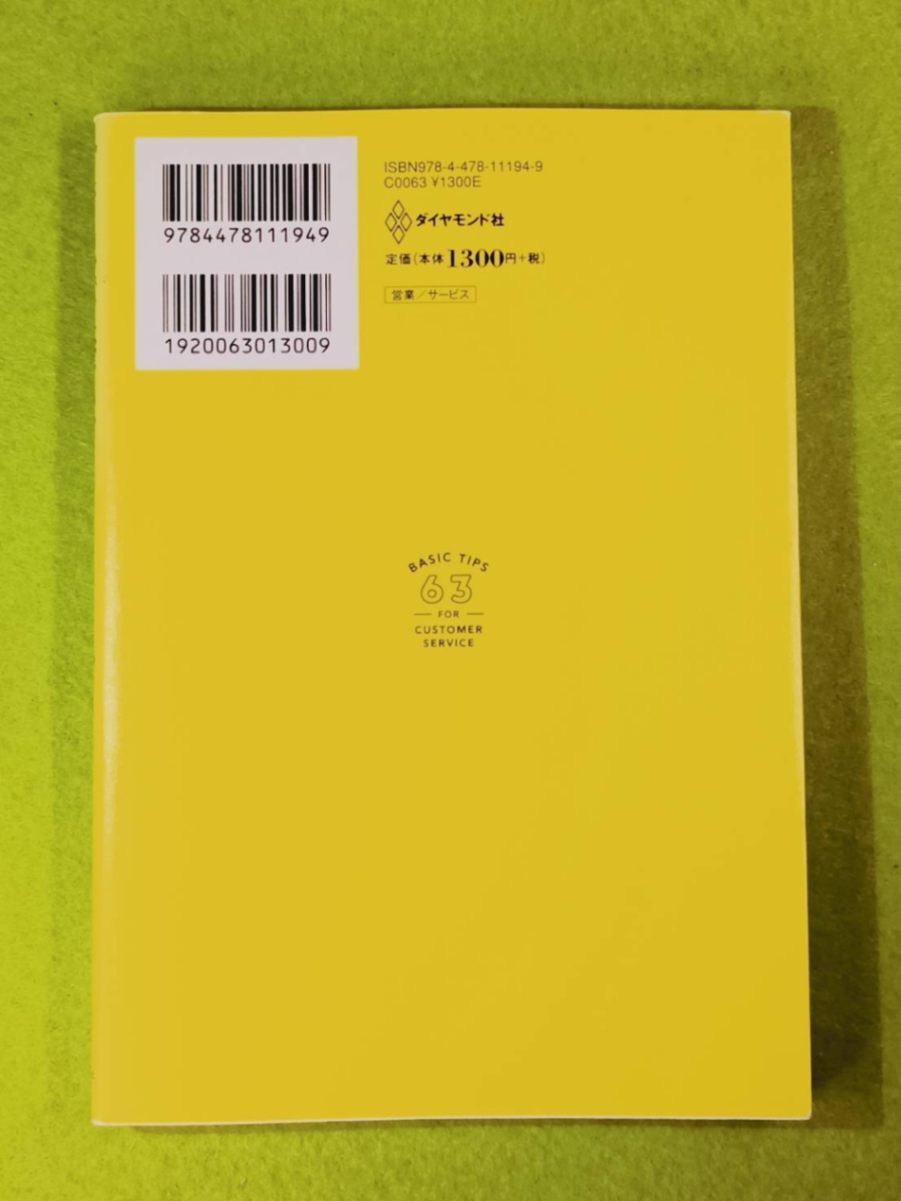 9784478111949
1920063013009
ISBN978-4-478-11194-9
C0063 ¥1300E
ダイヤモンド社
定価(本体1300円+税)
営業/サービス
BASIC TIPS
63
FOR
CUSTOMER
SERVICE